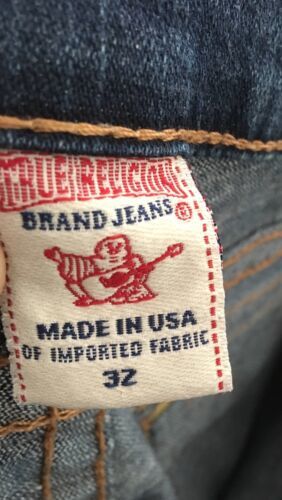 TRUE RELIGION
BRAND JEANS®
MADE IN USA
OF IMPORTED FABRIC
32